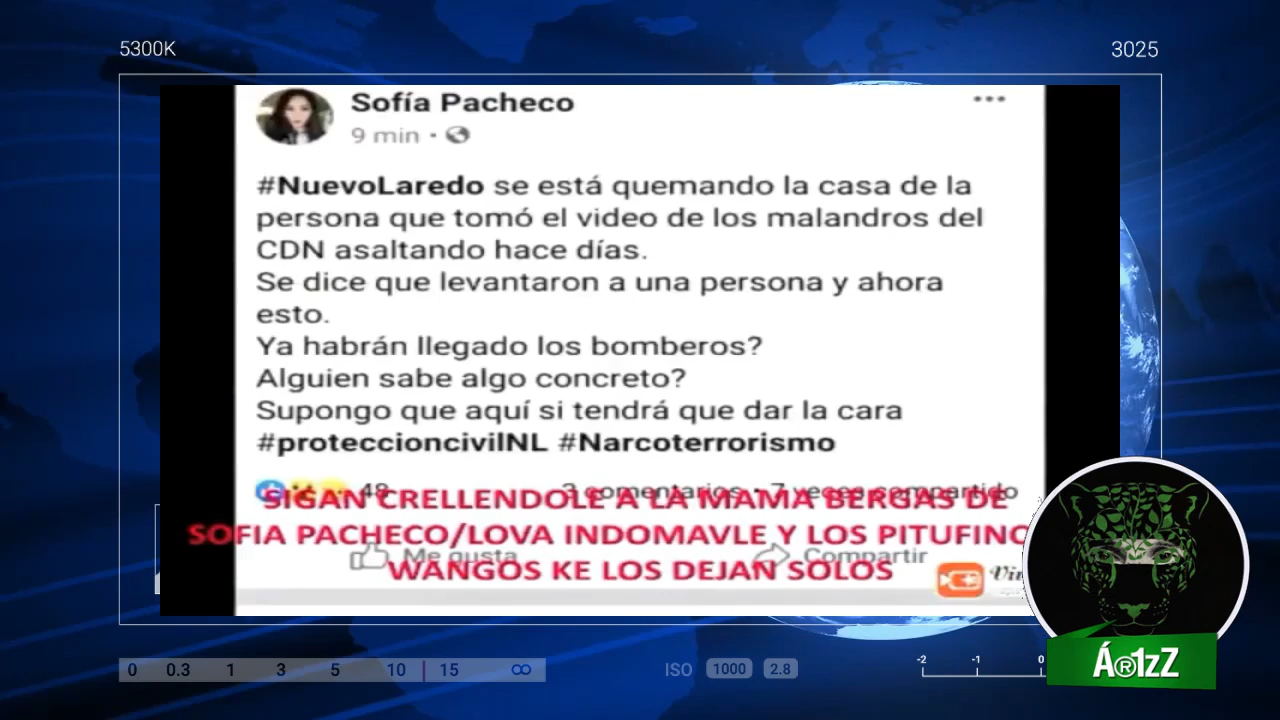 5300K
3025
Sofía Pacheco
9 min
#NuevoLaredo se está quemando la casa de la
persona que tomó el video de los malandros del
CDN asaltando hace días.
Se dice que levantaron a una persona y ahora
esto.
Ya habrán llegado los bomberos?
Alguien sabe algo concreto?
Supongo que aquí si tendrá que dar la cara
#proteccioncivilNL #Narcoterrorismo
48 3 comentarios · 7 veces compartido
SIGAN CRELLENDOLE A LA MAMA BERGAS DE
SOFIA PACHECO/LOVA INDOMAVLE Y LOS PITUFINO
Me gusta Compartir
WANGOS KE LOS DEJAN SOLOS
Á®1zZ
0 0.3 1 3 5 10 15 ∞
ISO 1000 2.8
-2 -1 0